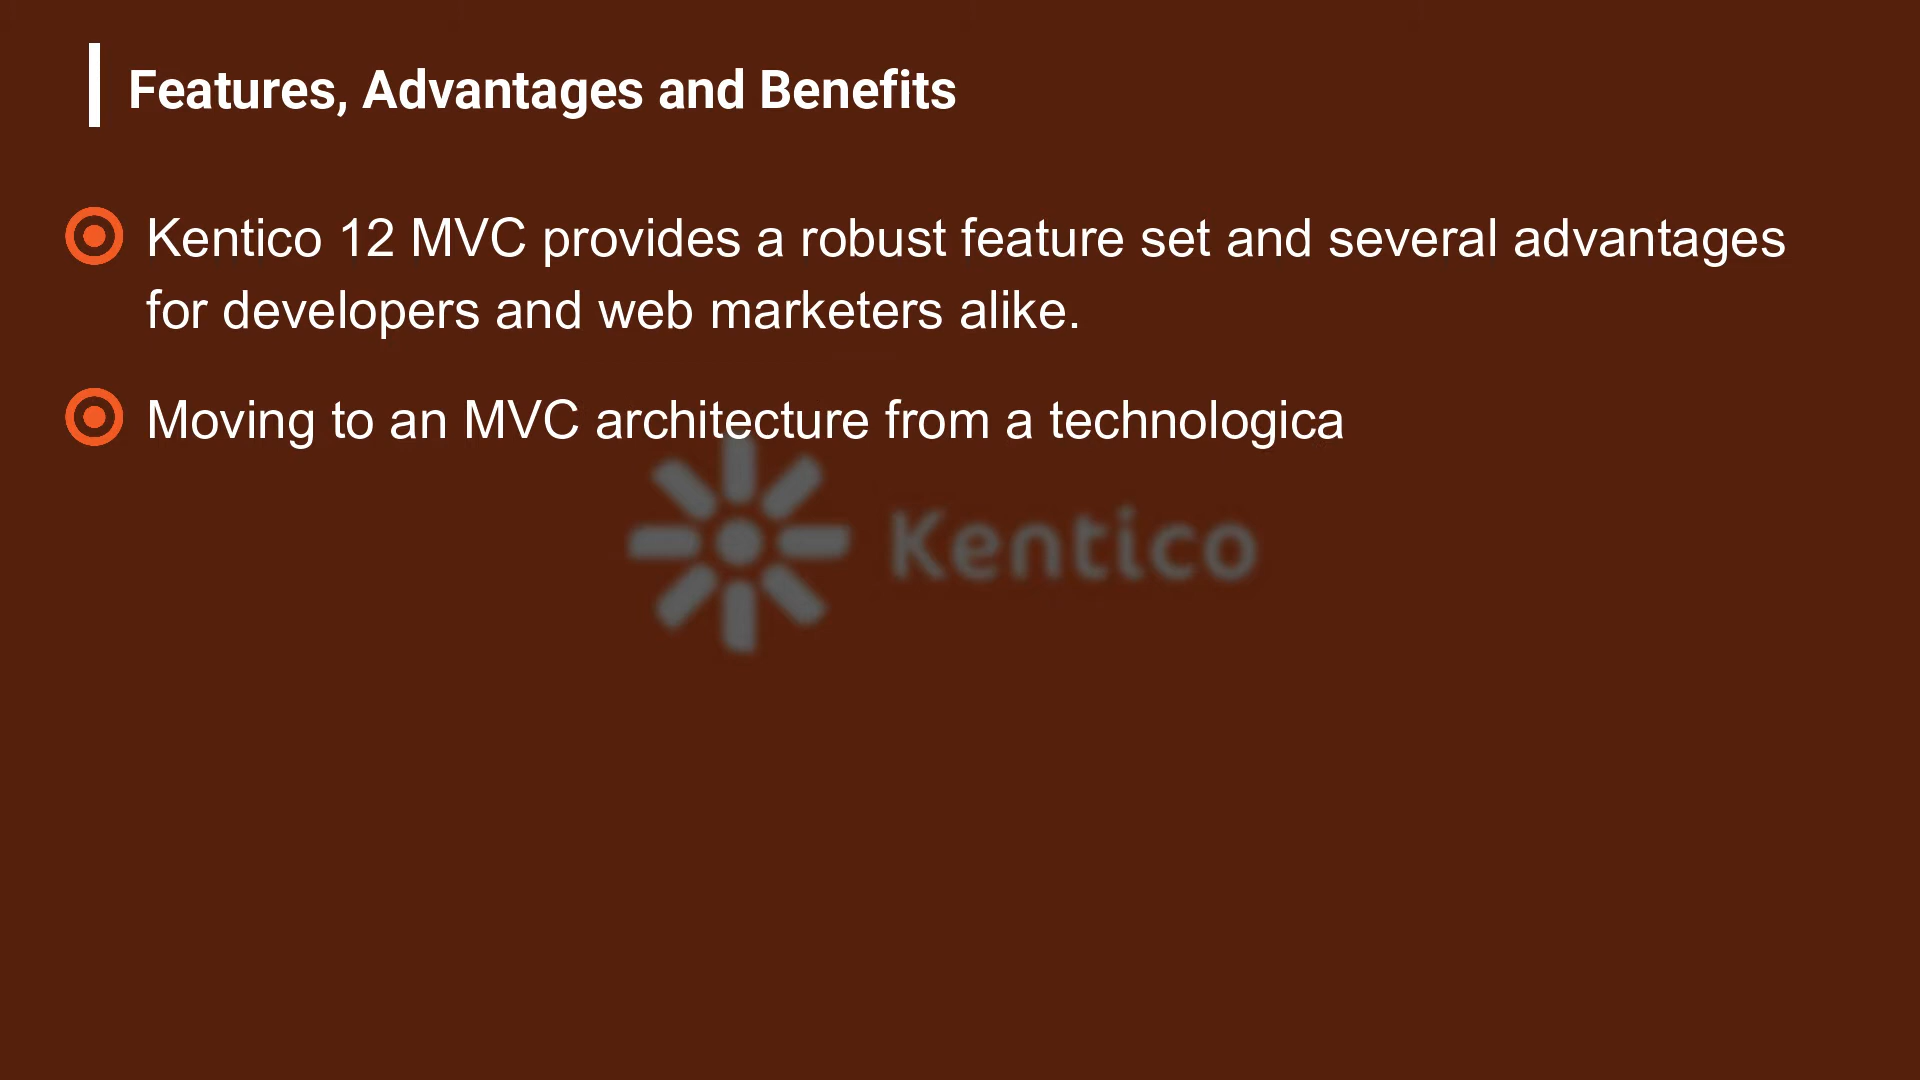 Features, Advantages and Benefits
Kentico 12 MVC provides a robust feature set and several advantages
for developers and web marketers alike.
Moving to an MVC architecture from a technologica
Kentico